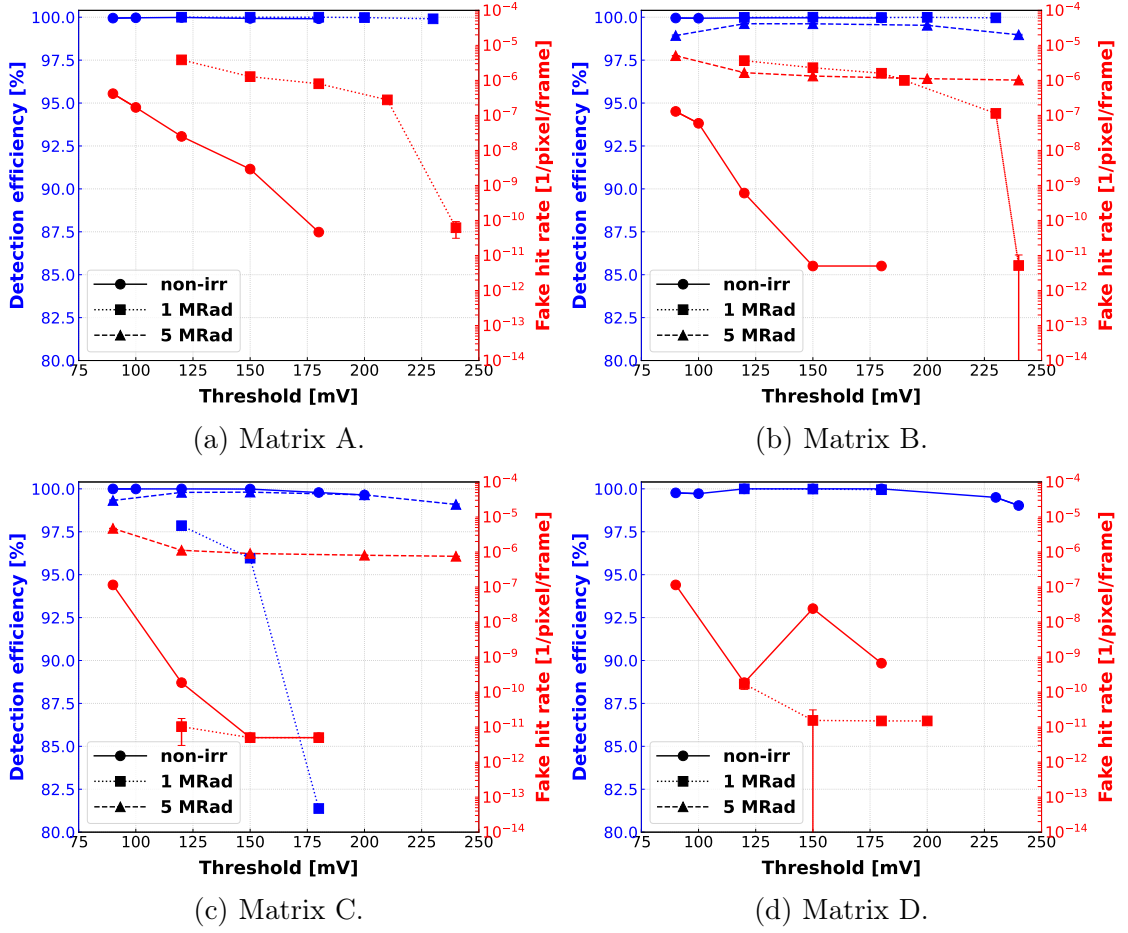 100.0
97.5
95.0
92.5
90.0
87.5
85.0
82.5
80.0
Detection efficiency [%]
10⁻⁴
10⁻⁵
10⁻⁶
10⁻⁷
10⁻⁸
10⁻⁹
10⁻¹⁰
10⁻¹¹
10⁻¹²
10⁻¹³
10⁻¹⁴
Fake hit rate [1/pixel/frame]
non-irr
1 MRad
5 MRad
75 100 125 150 175 200 225 250
Threshold [mV]
(a) Matrix A.
100.0
97.5
95.0
92.5
90.0
87.5
85.0
82.5
80.0
Detection efficiency [%]
10⁻⁴
10⁻⁵
10⁻⁶
10⁻⁷
10⁻⁸
10⁻⁹
10⁻¹⁰
10⁻¹¹
10⁻¹²
10⁻¹³
10⁻¹⁴
Fake hit rate [1/pixel/frame]
non-irr
1 MRad
5 MRad
75 100 125 150 175 200 225 250
Threshold [mV]
(b) Matrix B.
100.0
97.5
95.0
92.5
90.0
87.5
85.0
82.5
80.0
Detection efficiency [%]
10⁻⁴
10⁻⁵
10⁻⁶
10⁻⁷
10⁻⁸
10⁻⁹
10⁻¹⁰
10⁻¹¹
10⁻¹²
10⁻¹³
10⁻¹⁴
Fake hit rate [1/pixel/frame]
non-irr
1 MRad
5 MRad
75 100 125 150 175 200 225 250
Threshold [mV]
(c) Matrix C.
100.0
97.5
95.0
92.5
90.0
87.5
85.0
82.5
80.0
Detection efficiency [%]
10⁻⁴
10⁻⁵
10⁻⁶
10⁻⁷
10⁻⁸
10⁻⁹
10⁻¹⁰
10⁻¹¹
10⁻¹²
10⁻¹³
10⁻¹⁴
Fake hit rate [1/pixel/frame]
non-irr
1 MRad
5 MRad
75 100 125 150 175 200 225 250
Threshold [mV]
(d) Matrix D.